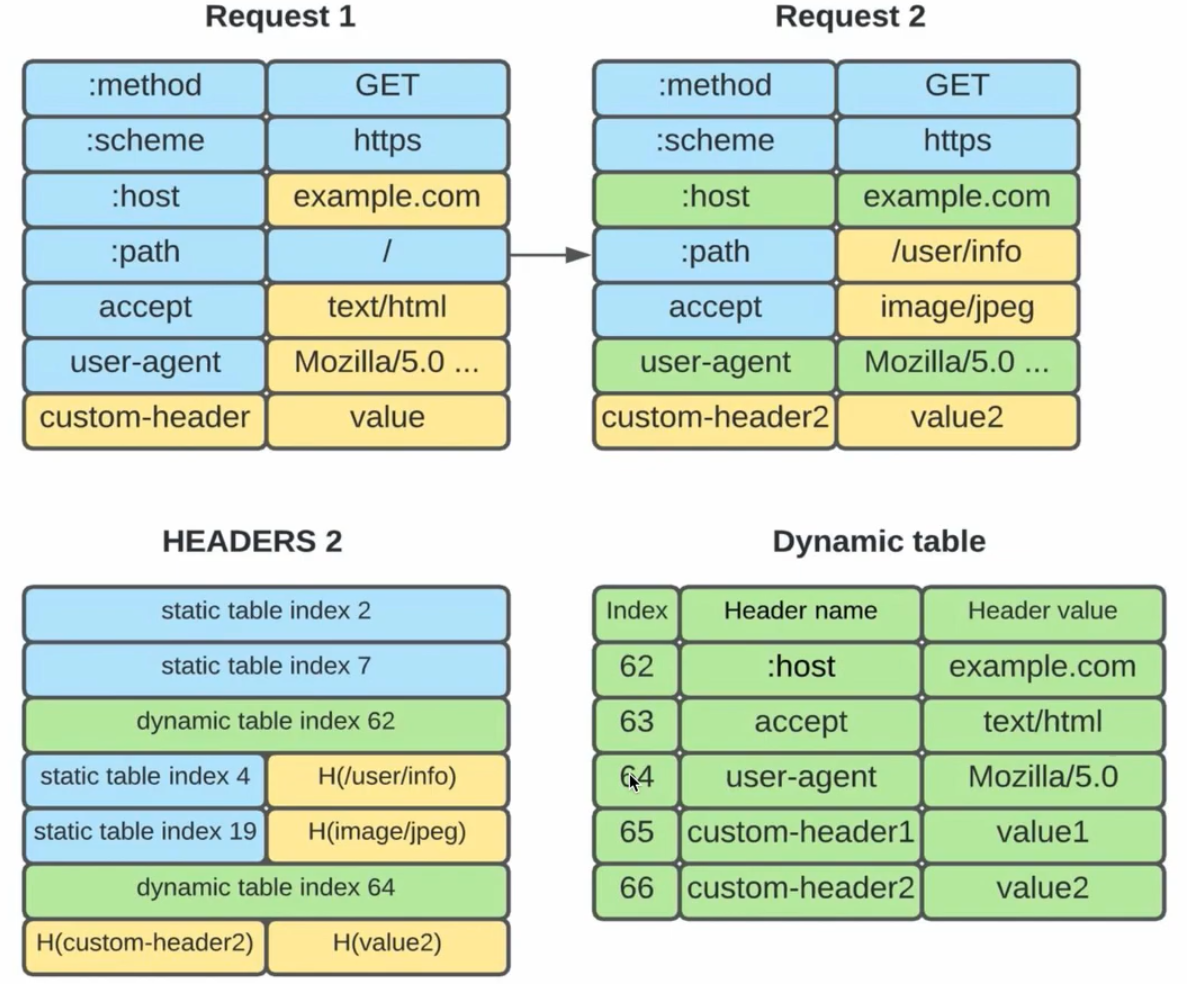 Request 1
:method GET
:scheme https
:host example.com
:path /
accept text/html
user-agent Mozilla/5.0 ...
custom-header value
Request 2
:method GET
:scheme https
:host example.com
:path /user/info
accept image/jpeg
user-agent Mozilla/5.0 ...
custom-header2 value2
HEADERS 2
static table index 2
static table index 7
dynamic table index 62
static table index 4 H(/user/info)
static table index 19 H(image/jpeg)
dynamic table index 64
H(custom-header2) H(value2)
Dynamic table
Index Header name Header value
62 :host example.com
63 accept text/html
64 user-agent Mozilla/5.0
65 custom-header1 value1
66 custom-header2 value2